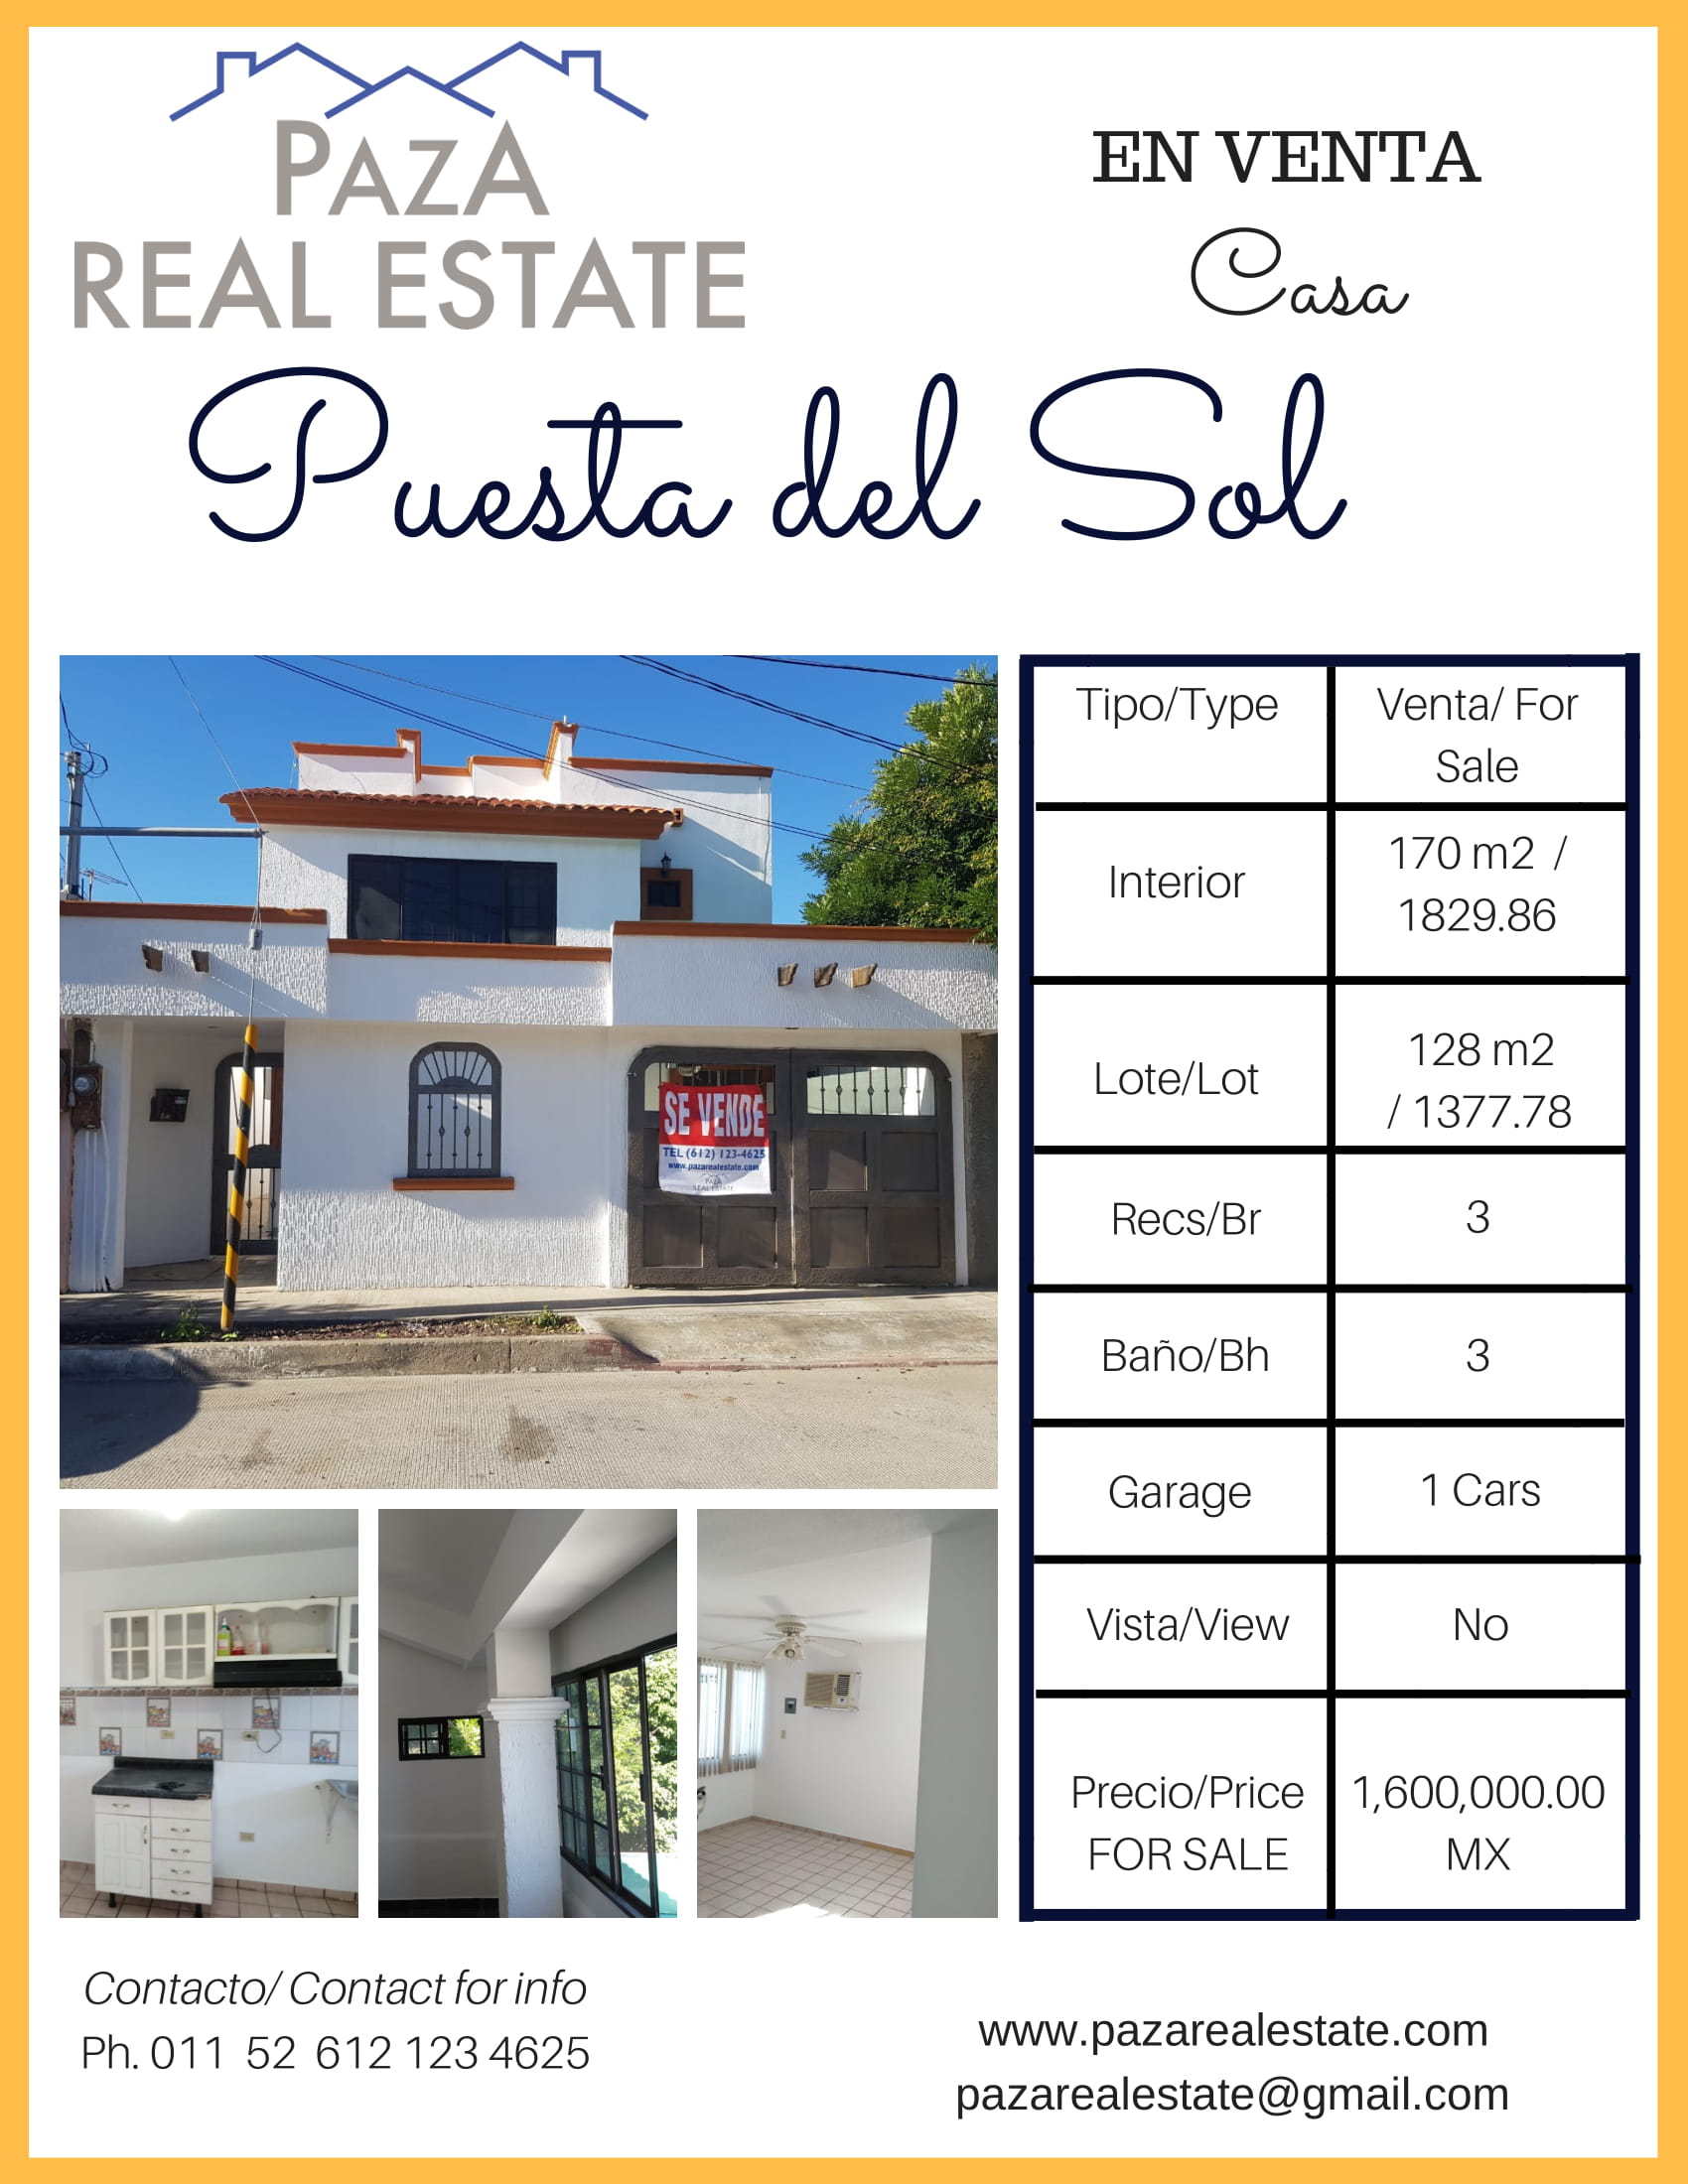 PAZA
REAL ESTATE
EN VENTA
Casa
Puesta del Sol
SE VENDE
TEL (612) 123-4625
www.pazarealestate.com
PAZA
REAL ESTATE
Tipo/Type
Venta/ For
Sale
Interior
170 m2 /
1829.86
Lote/Lot
128 m2
/ 1377.78
Recs/Br
3
Baño/Bh
3
Garage
1 Cars
Vista/View
No
Precio/Price
FOR SALE
1,600,000.00
MX
Contacto/ Contact for info
Ph. 011 52 612 123 4625
www.pazarealestate.com
pazarealestate@gmail.com